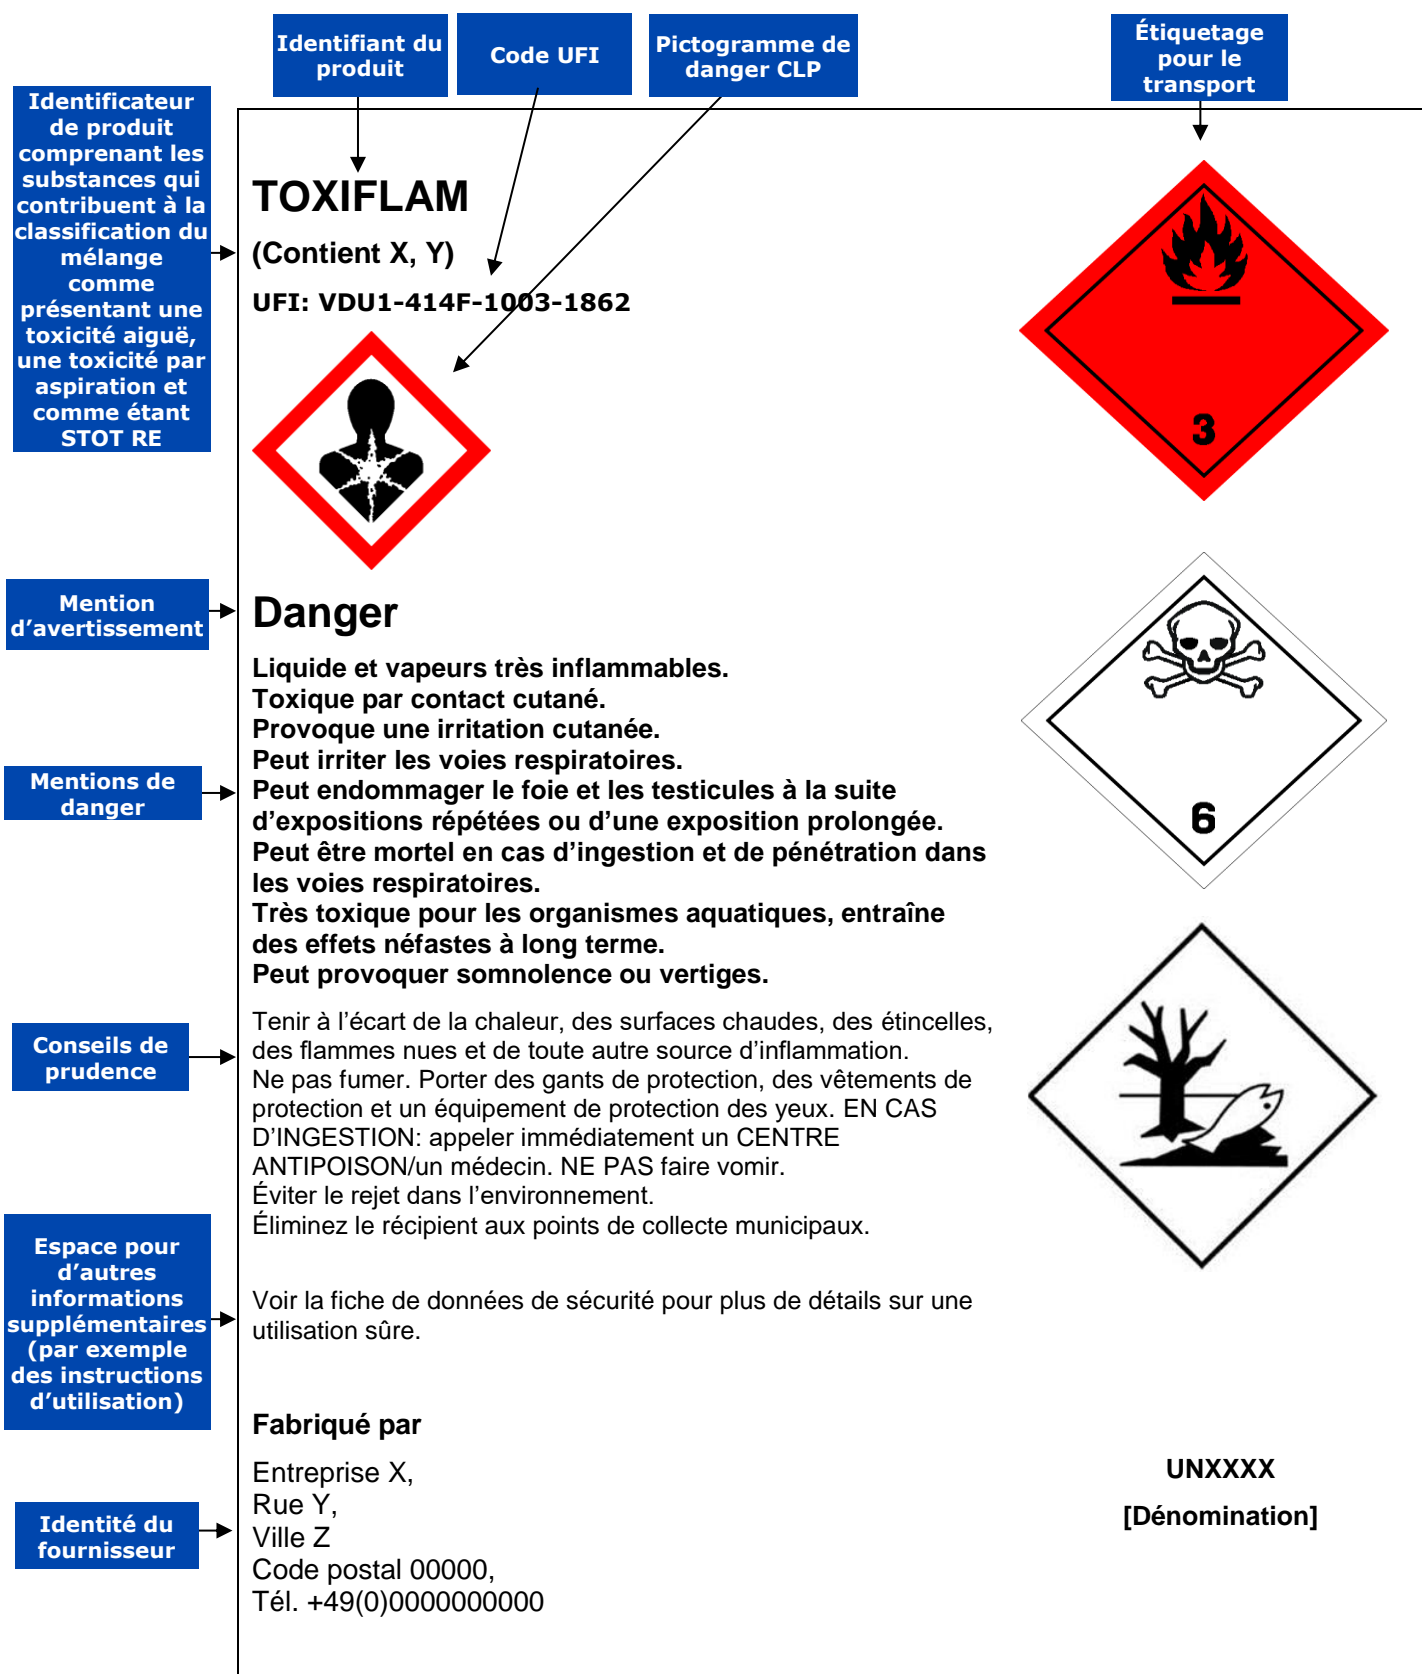 Identifiant du
produit
Code UFI
Pictogramme de
danger CLP
Étiquetage
pour le
transport
Identificateur
de produit
comprenant les
substances qui
contribuent à la
classification du
mélange
comme
présentant une
toxicité aiguë,
une toxicité par
aspiration et
comme étant
STOT RE
TOXIFLAM
(Contient X, Y)
UFI: VDU1-414F-1003-1862
3
Mention
d’avertissement
Danger
Liquide et vapeurs très inflammables.
Toxique par contact cutané.
Provoque une irritation cutanée.
Peut irriter les voies respiratoires.
Mentions de
danger
Peut endommager le foie et les testicules à la suite
d’expositions répétées ou d’une exposition prolongée.
Peut être mortel en cas d’ingestion et de pénétration dans
les voies respiratoires.
Très toxique pour les organismes aquatiques, entraîne
des effets néfastes à long terme.
Peut provoquer somnolence ou vertiges.
6
Conseils de
prudence
Tenir à l’écart de la chaleur, des surfaces chaudes, des étincelles,
des flammes nues et de toute autre source d’inflammation.
Ne pas fumer. Porter des gants de protection, des vêtements de
protection et un équipement de protection des yeux. EN CAS
D’INGESTION: appeler immédiatement un CENTRE
ANTIPOISON/un médecin. NE PAS faire vomir.
Éviter le rejet dans l’environnement.
Éliminez le récipient aux points de collecte municipaux.
Espace pour
d’autres
informations
supplémentaires
(par exemple
des instructions
d’utilisation)
Voir la fiche de données de sécurité pour plus de détails sur une
utilisation sûre.
Fabriqué par
Identité du
fournisseur
Entreprise X,
Rue Y,
Ville Z
Code postal 00000,
Tél. +49(0)0000000000
UNXXXX
[Dénomination]